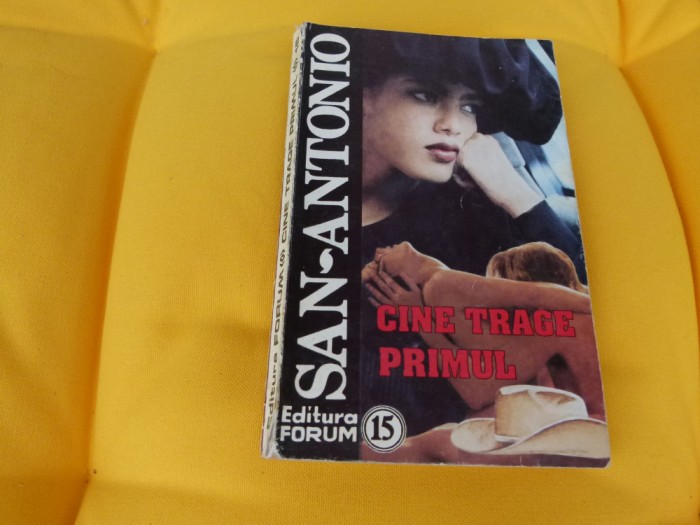 SAN-ANTONIO
CINE TRAGE
PRIMUL
Editura
FORUM
15
Editura FORUM CINE TRAGE PRIMUL